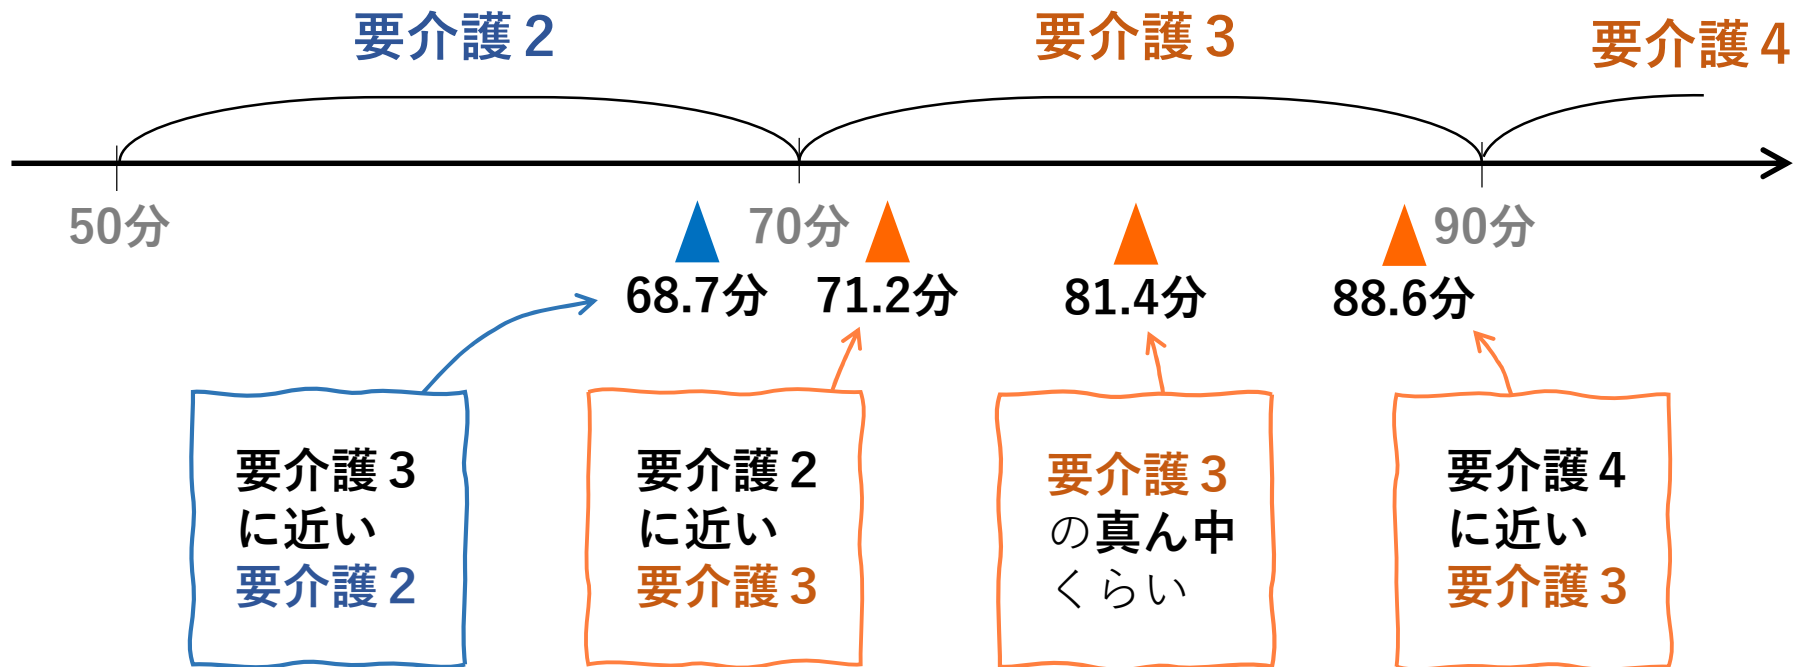 要介護２
要介護３
要介護４
50分
70分
90分
68.7分
71.2分
81.4分
88.6分
要介護３
に近い
要介護２
要介護２
に近い
要介護３
要介護３
の真ん中
くらい
要介護４
に近い
要介護３